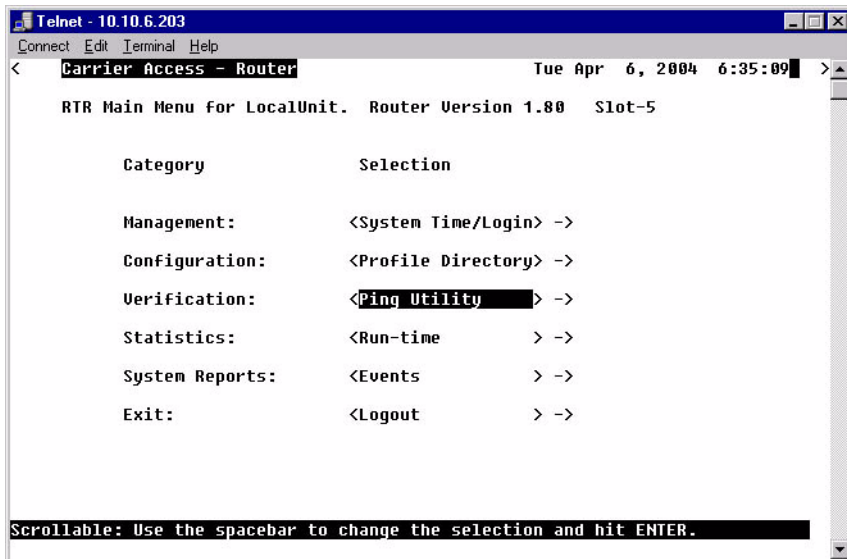 Telnet - 10.10.6.203
Connect Edit Terminal Help
< Carrier Access - Router Tue Apr 6, 2004 6:35:09 >
RTR Main Menu for LocalUnit. Router Version 1.80 Slot-5
Category Selection
Management: <System Time/Login> ->
Configuration: <Profile Directory> ->
Verification: <Ping Utility > ->
Statistics: <Run-time > ->
System Reports: <Events > ->
Exit: <Logout > ->
Scrollable: Use the spacebar to change the selection and hit ENTER.